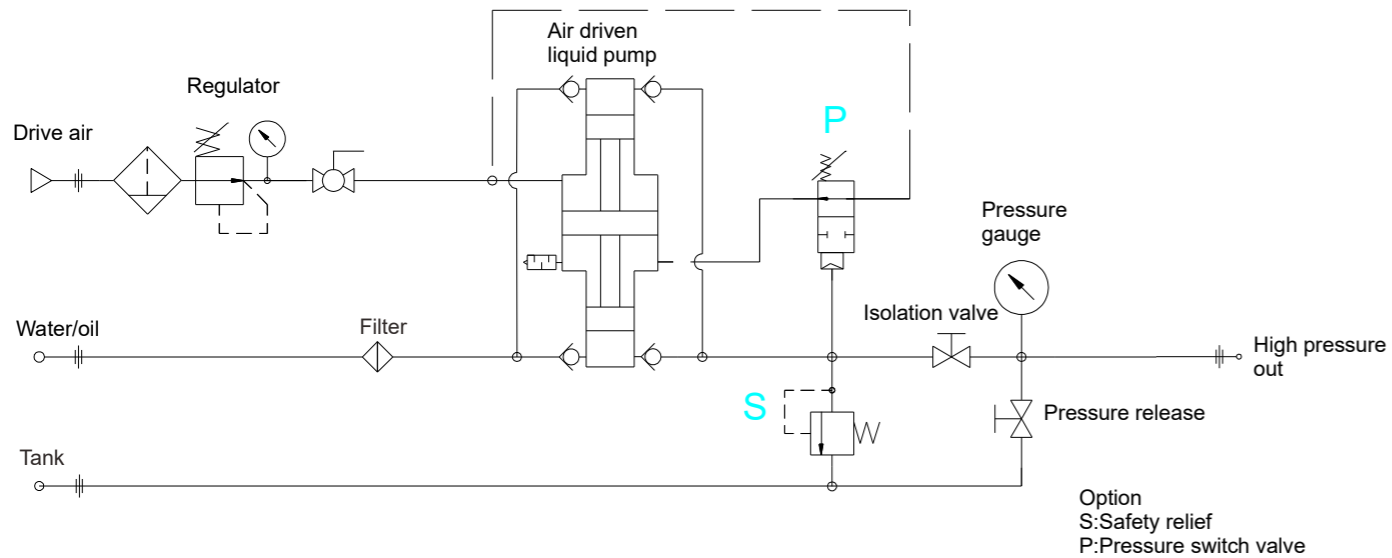 Air driven
liquid pump
Regulator
Drive air
P
Pressure
gauge
Isolation valve
Water/oil
Filter
High pressure
out
S
Pressure release
Tank
Option
S:Safety relief
P:Pressure switch valve